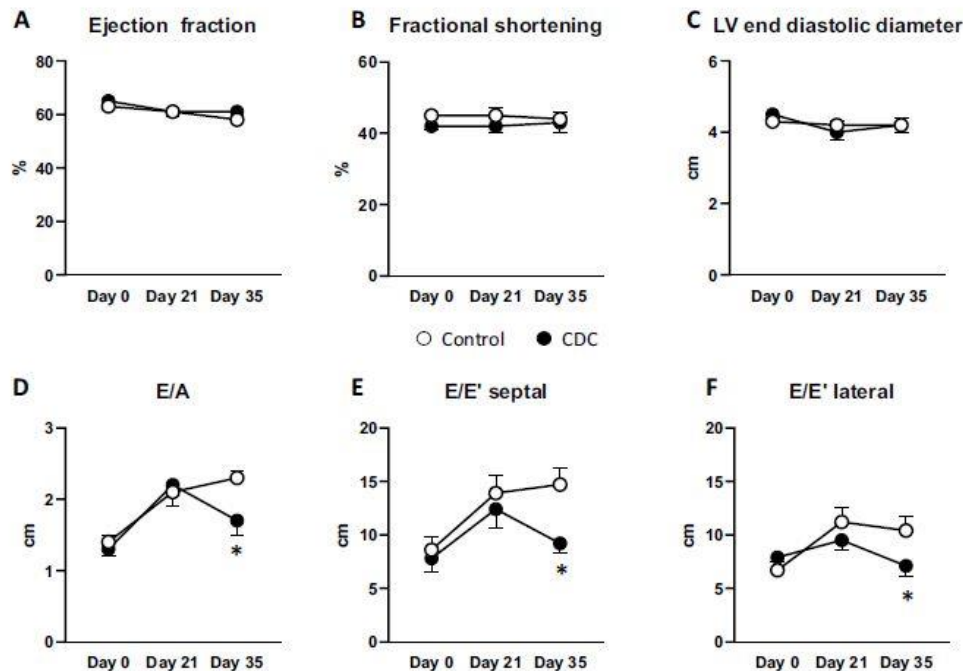 A Ejection fraction
80
60
40
20
0
%
Day 0 Day 21 Day 35
B Fractional shortening
60
40
20
0
%
Day 0 Day 21 Day 35
C LV end diastolic diameter
6
4
2
0
cm
Day 0 Day 21 Day 35
Control CDC
D E/A
3
2
1
0
cm
*
Day 0 Day 21 Day 35
E E/E' septal
20
15
10
5
0
*
Day 0 Day 21 Day 35
F E/E' lateral
20
15
10
5
0
*
Day 0 Day 21 Day 35